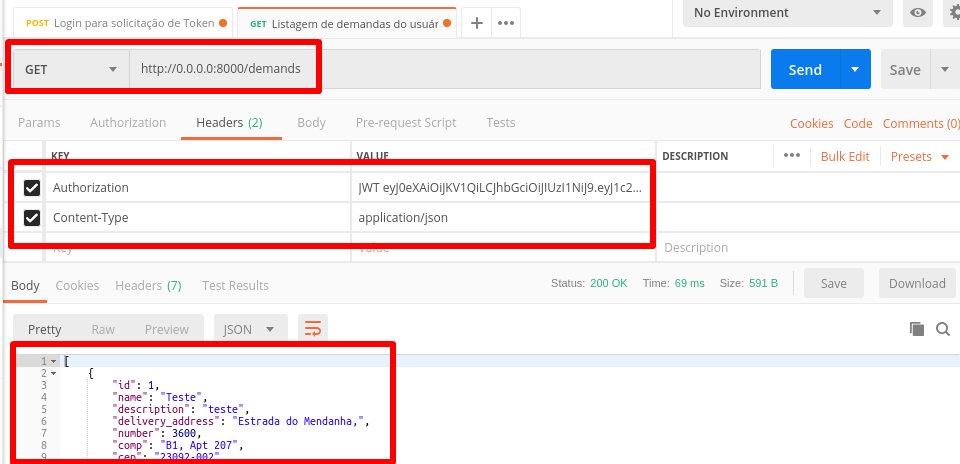 POST Login para solicitação de Token
GET Listagem de demandas do usuár
No Environment
GET http://0.0.0.0:8000/demands
Send
Save
Params Authorization Headers (2) Body Pre-request Script Tests
Cookies Code Comments (0)
KEY VALUE DESCRIPTION
Bulk Edit Presets
Authorization JWT eyJ0eXAiOiJKV1QiLCJhbGciOiJIUzI1NiJ9.eyJ1c2...
Content-Type application/json
Key Value Description
Body Cookies Headers (7) Test Results
Status: 200 OK Time: 69 ms Size: 591 B
Save Download
Pretty Raw Preview JSON
1 [
2 {
3 "id": 1,
4 "name": "Teste",
5 "description": "teste",
6 "delivery_address": "Estrada do Mendanha,",
7 "number": 3600,
8 "comp": "B1, Apt 207",
9 "cep": "23092-002"